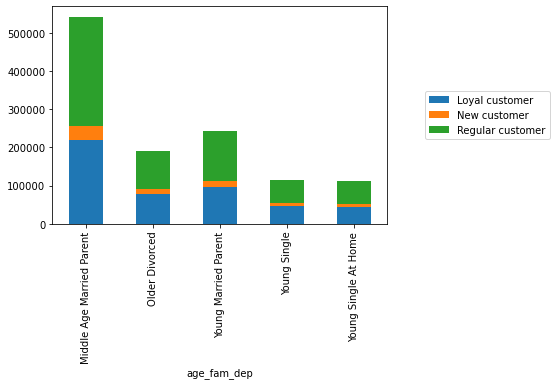 500000
400000
300000
200000
100000
0
Loyal customer
New customer
Regular customer
Middle Age Married Parent
Older Divorced
Young Married Parent
Young Single
Young Single At Home
age_fam_dep